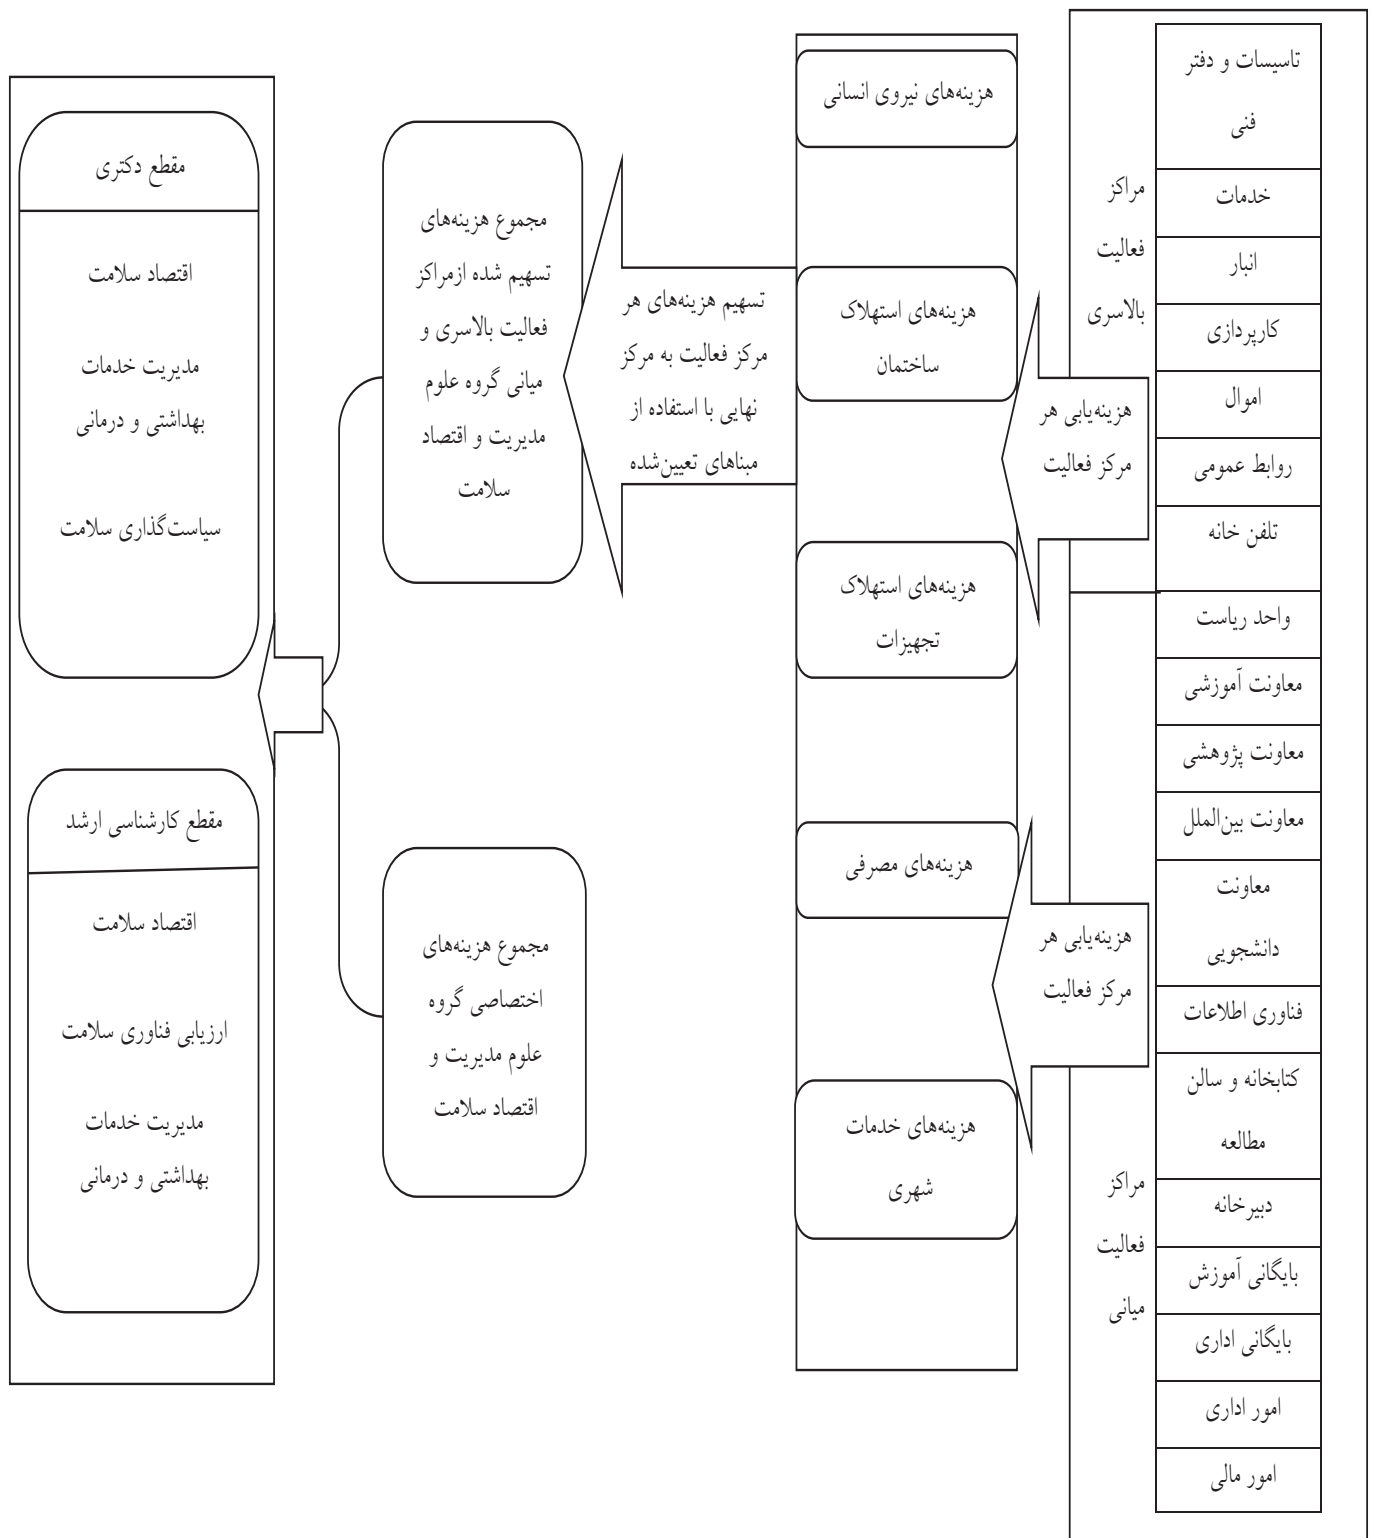 تاسیسات و دفتر
فنی
خدمات
انبار
کارپردازی
اموال
روابط عمومی
تلفن خانه
واحد ریاست
معاونت آموزشی
معاونت پژوهشی
معاونت بین‌الملل
معاونت
دانشجویی
فناوری اطلاعات
کتابخانه و سالن
مطالعه
دبیرخانه
بایگانی آموزش
بایگانی اداری
امور اداری
امور مالی
مراکز
فعالیت
بالاسری
مراکز
فعالیت
میانی
هزینه‌یابی هر
مرکز فعالیت
هزینه‌یابی هر
مرکز فعالیت
هزینه‌های نیروی انسانی
هزینه‌های استهلاک
ساختمان
هزینه‌های استهلاک
تجهیزات
هزینه‌های مصرفی
هزینه‌های خدمات
شهری
تسهیم هزینه‌های هر
مرکز فعالیت به مرکز
نهایی با استفاده از
مبناهای تعیین‌شده
مجموع هزینه‌های
تسهیم شده ازمراکز
فعالیت بالاسری و
میانی گروه علوم
مدیریت و اقتصاد
سلامت
مجموع هزینه‌های
اختصاصی گروه
علوم مدیریت و
اقتصاد سلامت
مقطع دکتری
اقتصاد سلامت
مدیریت خدمات
بهداشتی و درمانی
سیاست‌گذاری سلامت
مقطع کارشناسی ارشد
اقتصاد سلامت
ارزیابی فناوری سلامت
مدیریت خدمات
بهداشتی و درمانی